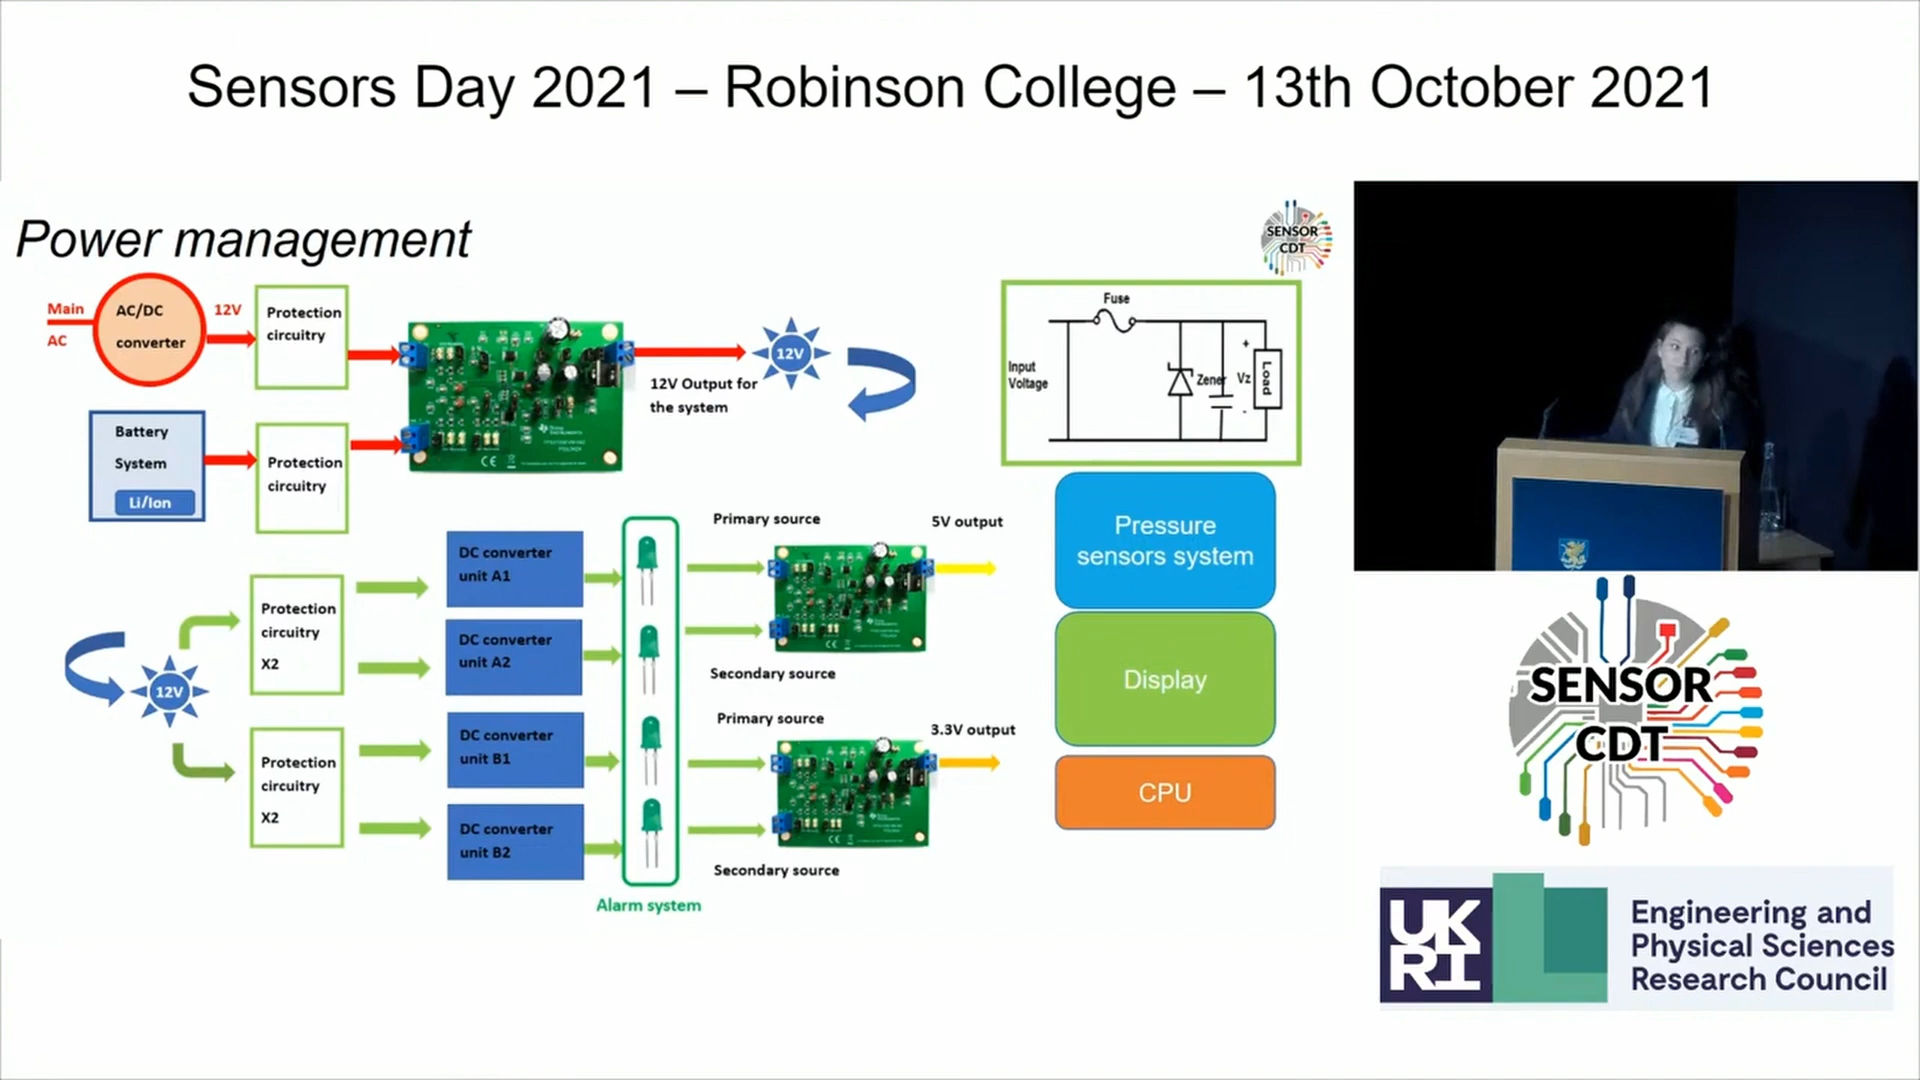 Sensors Day 2021 – Robinson College – 13th October 2021
Power management
SENSOR
CDT
Main
AC
AC/DC
converter
12V
Protection
circuitry
Battery
System
Li/Ion
Protection
circuitry
12V Output for
the system
12V
Fuse
Input
Voltage
Zener
+
Vz
-
Load
12V
Protection
circuitry
X2
Protection
circuitry
X2
DC converter
unit A1
DC converter
unit A2
DC converter
unit B1
DC converter
unit B2
Alarm system
Primary source
Secondary source
5V output
Primary source
Secondary source
3.3V output
Pressure
sensors system
Display
CPU
SENSOR
CDT
UK
RI
Engineering and
Physical Sciences
Research Council